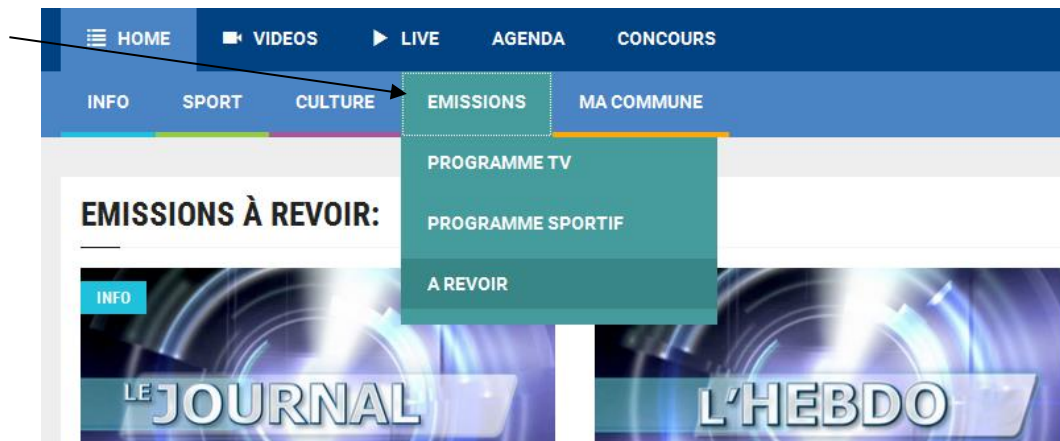 HOME VIDEOS LIVE AGENDA CONCOURS
INFO SPORT CULTURE EMISSIONS MA COMMUNE
PROGRAMME TV
EMISSIONS À REVOIR:
PROGRAMME SPORTIF
A REVOIR
INFO
LE JOURNAL L'HEBDO